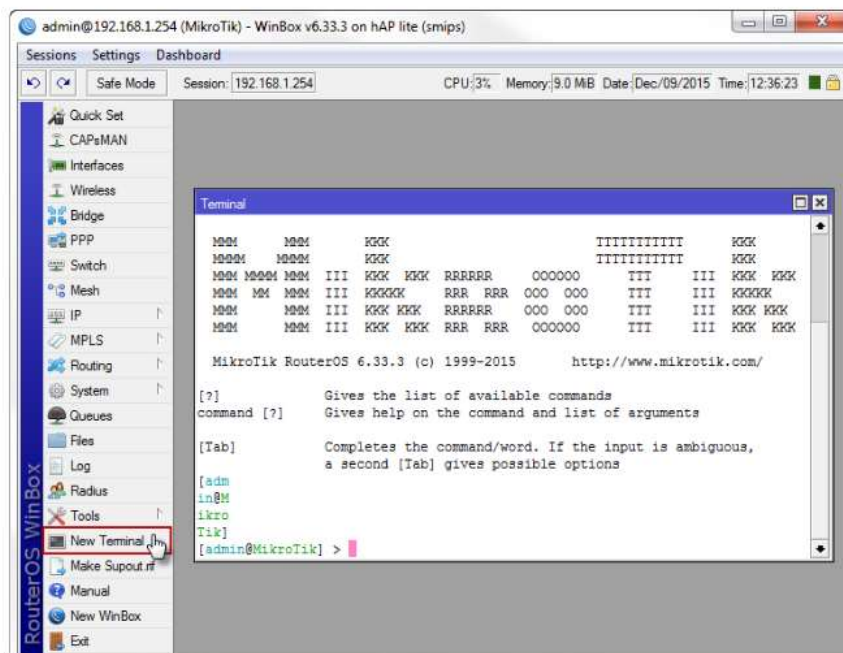 admin@192.168.1.254 (MikroTik) - WinBox v6.33.3 on hAP lite (smips)
Sessions Settings Dashboard
Safe Mode Session: 192.168.1.254 CPU: 3% Memory: 9.0 MiB Date: Dec/09/2015 Time: 12:36:23
Quick Set
CAPsMAN
Interfaces
Wireless
Bridge
PPP
Switch
Mesh
IP
MPLS
Routing
System
Queues
Files
Log
Radius
Tools
New Terminal
Make Supout.rif
Manual
New WinBox
Exit
RouterOS WinBox
Terminal
MMM      MMM       KKK                          TTTTTTTTTTT      KKK
MMMM    MMMM       KKK                          TTTTTTTTTTT      KKK
MMM MMMM MMM  III  KKK  KKK  RRRRRR     OOOOOO      TTT     III  KKK  KKK
MMM  MM  MMM  III  KKKKK     RRR  RRR  OOO  OOO     TTT     III  KKKKK
MMM      MMM  III  KKK KKK   RRRRRR    OOO  OOO     TTT     III  KKK KKK
MMM      MMM  III  KKK  KKK  RRR  RRR   OOOOOO      TTT     III  KKK  KKK
MikroTik RouterOS 6.33.3 (c) 1999-2015 http://www.mikrotik.com/
[?] Gives the list of available commands
command [?] Gives help on the command and list of arguments
[Tab] Completes the command/word. If the input is ambiguous,
a second [Tab] gives possible options
[adm
in@M
ikro
Tik]
[admin@MikroTik] >